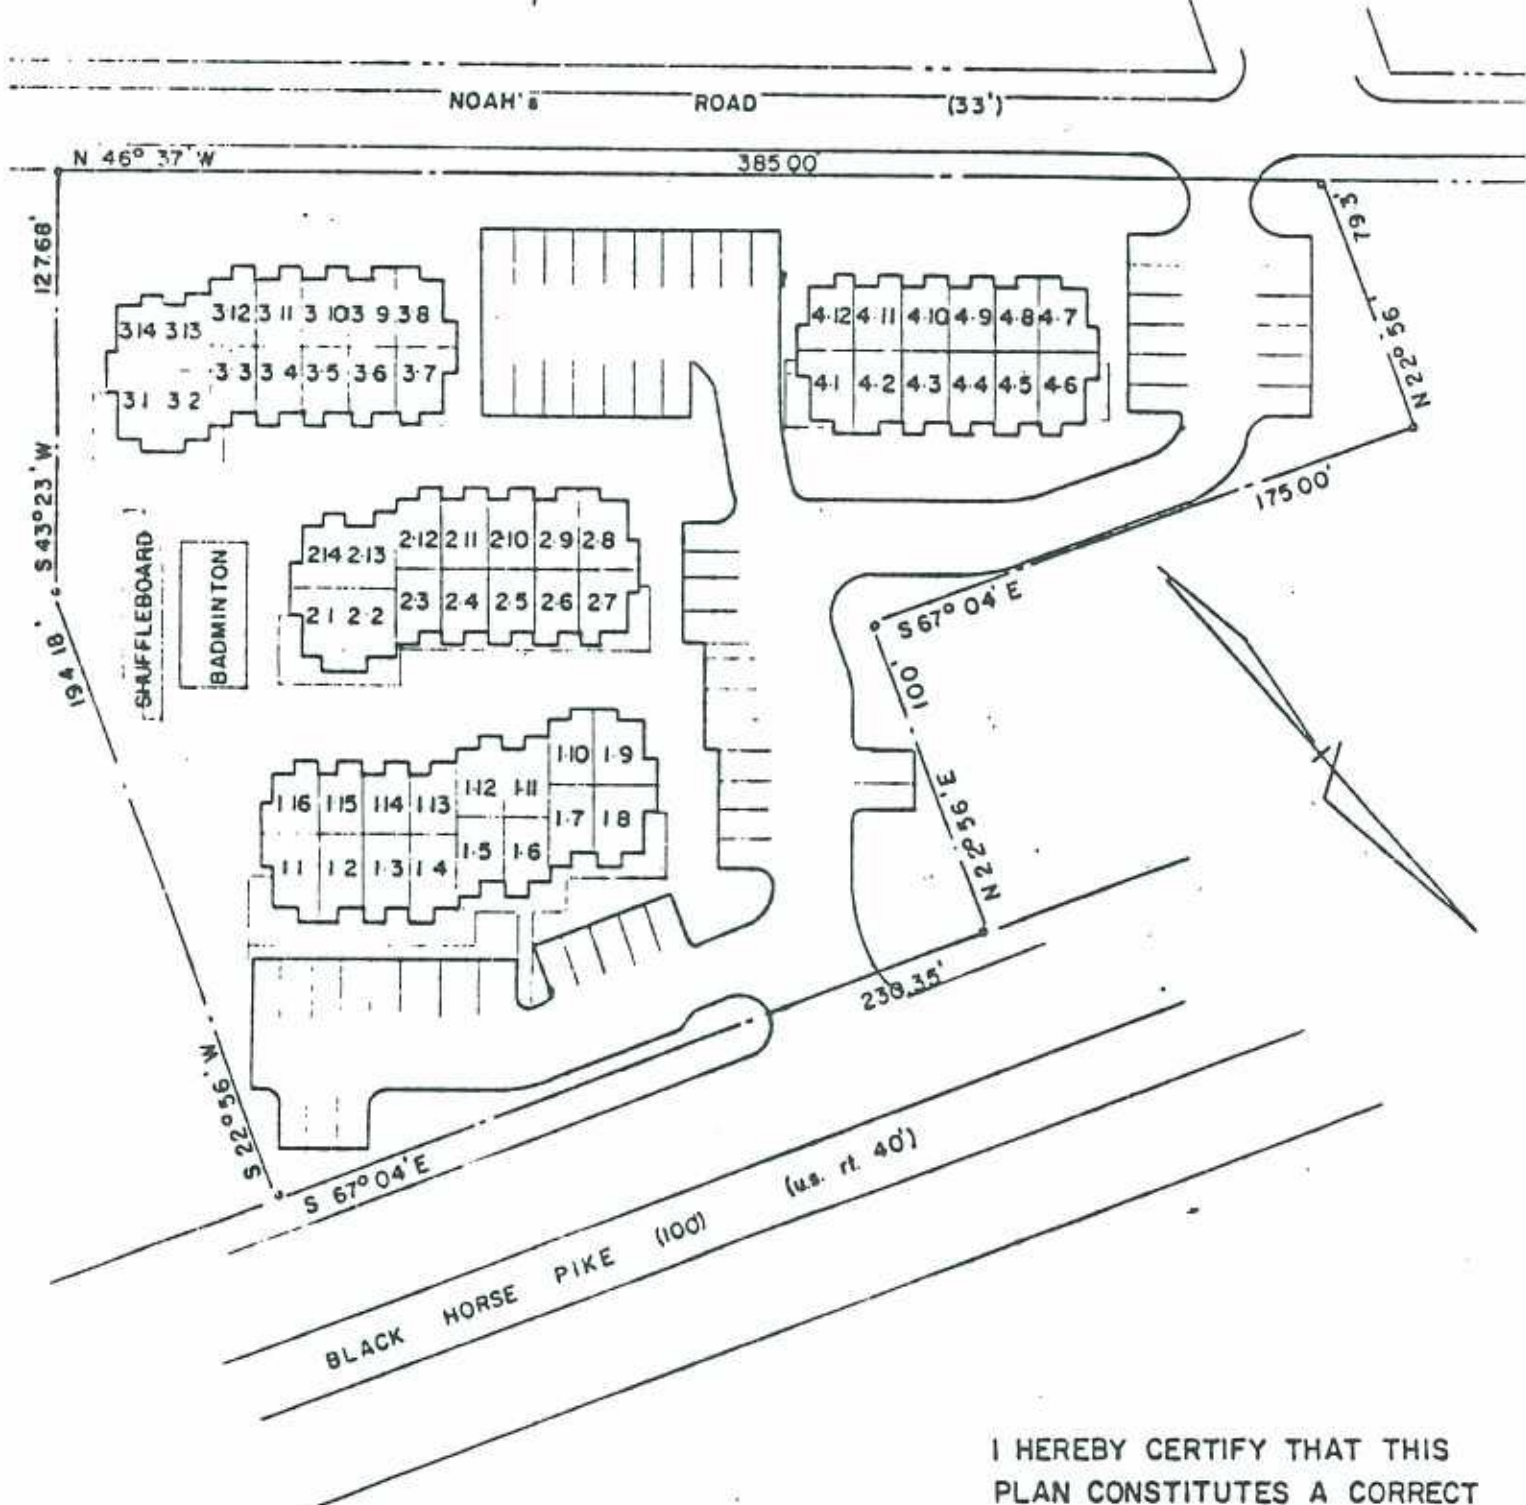 NOAH's ROAD (33')
N 46° 37' W 385 00'
127.68'
S 43° 23' W
79 3'
N 22° 56'
3 14 3 13 3 12 3 11 3 10 3 9 3 8
3 1 3 2 3 3 3 4 3·5 3 6 3·7
4·12 4·11 4·10 4·9 4·8 4·7
4·1 4·2 4·3 4·4 4·5 4·6
175 00'
S 67° 04' E
SHUFFLEBOARD
BADMINTON
2 14 2·13 2·12 2 11 2·10 2·9 2·8
2 1 2·2 2·3 2·4 2·5 2·6 2·7
194 18'
100'
N 22° 56' E
1·10 1·9
1 16 1·15 1·14 1·13 1·12 1·11
1·7 1 8
1 1 1 2 1·3 1 4 1·5 1·6
230.35'
S 22° 56' W
S 67° 04' E
BLACK HORSE PIKE (100') (u.s. rt. 40')
I HEREBY CERTIFY THAT THIS
PLAN CONSTITUTES A CORRECT